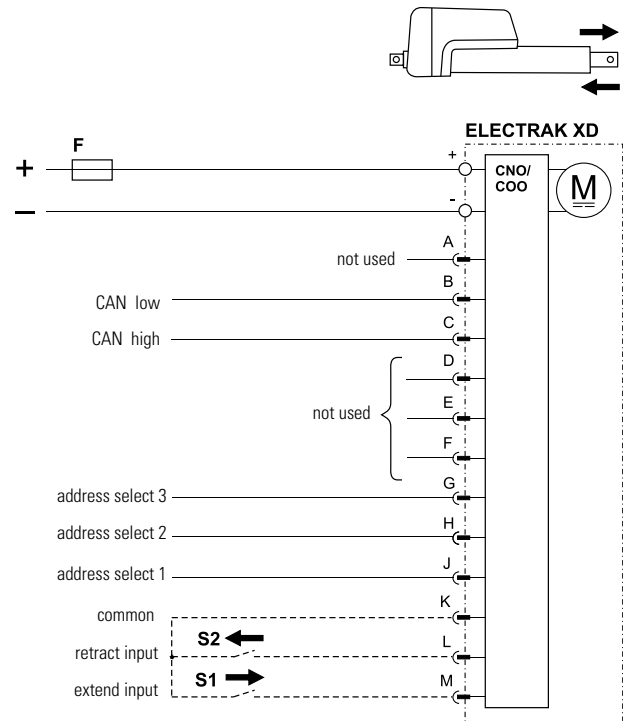 ELECTRAK XD
F
+
+
CNO/
COO
M
–
-
A
not used
B
CAN low
C
CAN high
D
not used
E
F
G
address select 3
H
address select 2
J
address select 1
K
common
S2
L
retract input
S1
M
extend input